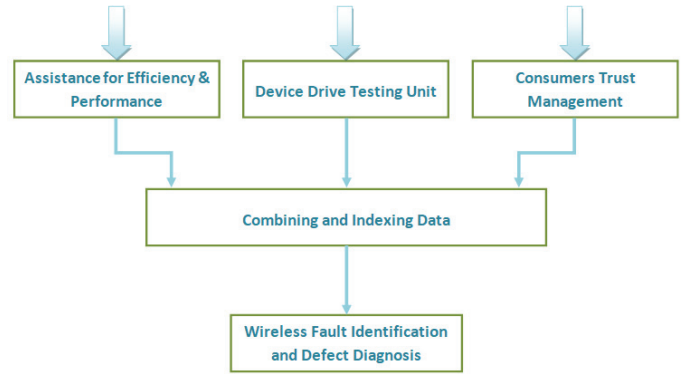 Assistance for Efficiency &
Performance
Device Drive Testing Unit
Consumers Trust
Management
Combining and Indexing Data
Wireless Fault Identification
and Defect Diagnosis